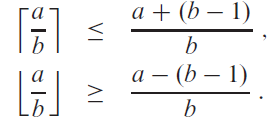 ⌈a/b⌉ ≤ (a + (b − 1))/b ,
⌊a/b⌋ ≥ (a − (b − 1))/b .